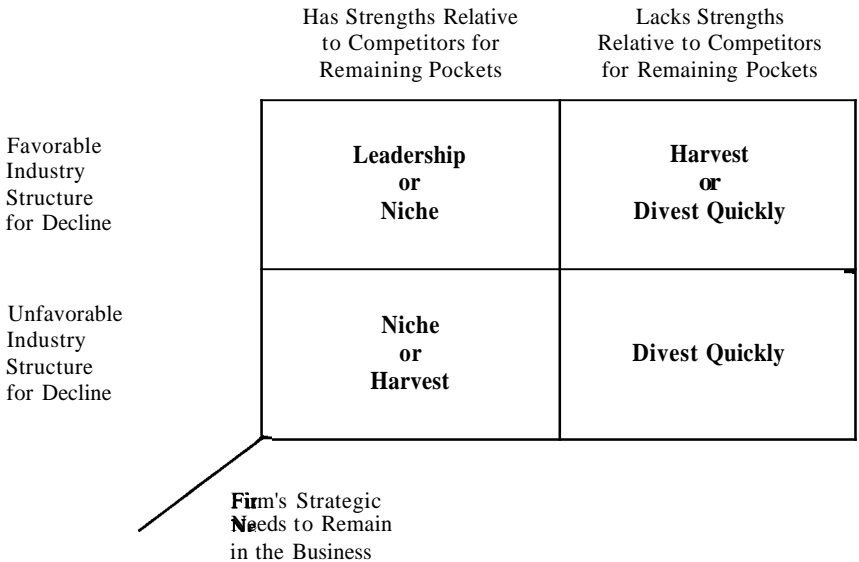 Has Strengths Relative
to Competitors for
Remaining Pockets
Lacks Strengths
Relative to Competitors
for Remaining Pockets
Favorable
Industry
Structure
for Decline
Leadership
or
Niche
Harvest
or
Divest Quickly
Unfavorable
Industry
Structure
for Decline
Niche
or
Harvest
Divest Quickly
Firm's Strategic
Needs to Remain
in the Business